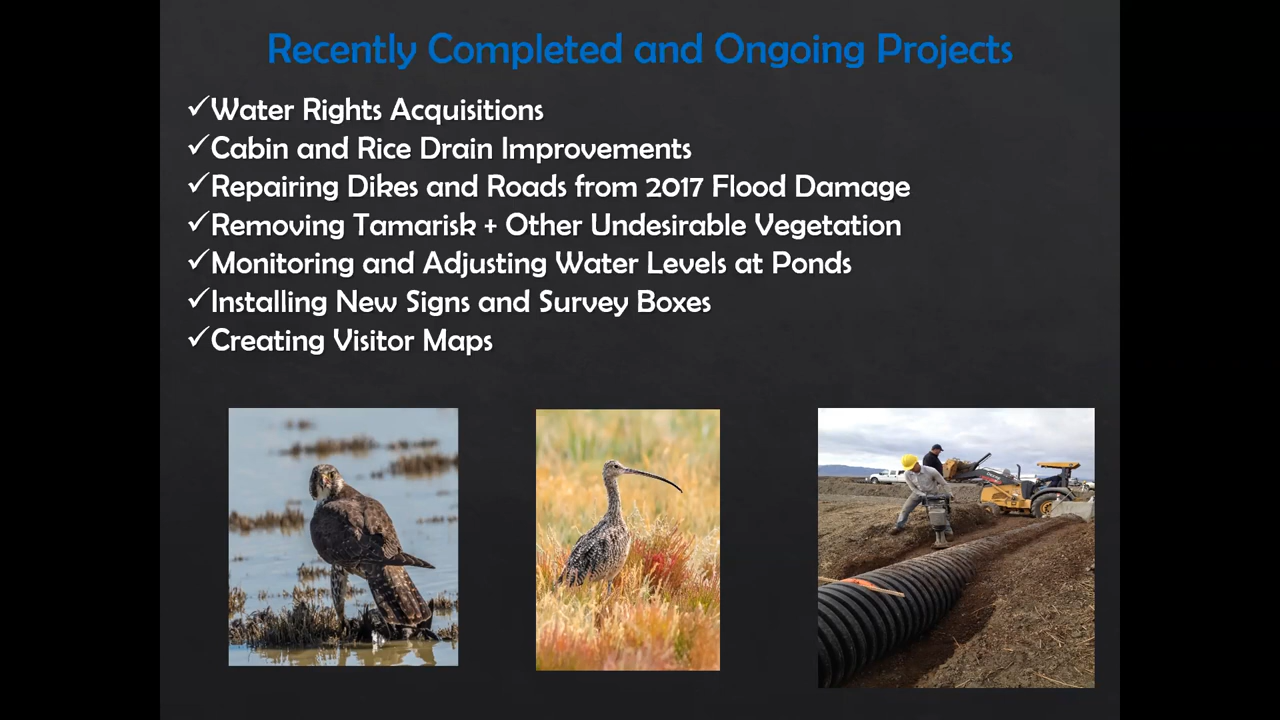 Recently Completed and Ongoing Projects
✓Water Rights Acquisitions
✓Cabin and Rice Drain Improvements
✓Repairing Dikes and Roads from 2017 Flood Damage
✓Removing Tamarisk + Other Undesirable Vegetation
✓Monitoring and Adjusting Water Levels at Ponds
✓Installing New Signs and Survey Boxes
✓Creating Visitor Maps